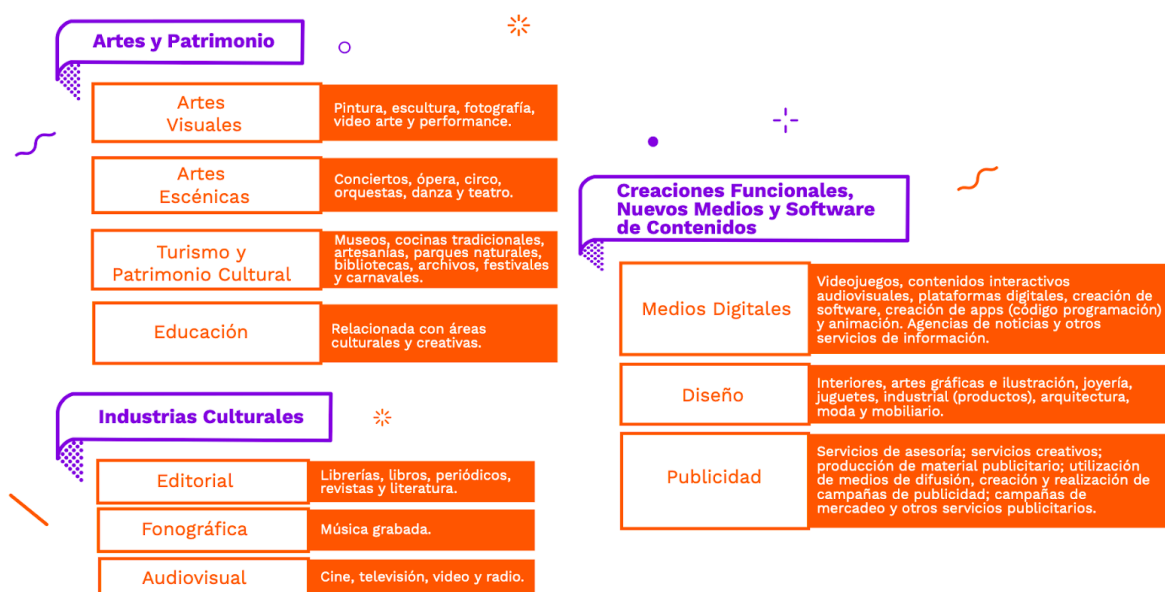 Artes y Patrimonio
Artes
Visuales
Pintura, escultura, fotografía,
video arte y performance.
Artes
Escénicas
Conciertos, ópera, circo,
orquestas, danza y teatro.
Turismo y
Patrimonio Cultural
Museos, cocinas tradicionales,
artesanías, parques naturales,
bibliotecas, archivos, festivales
y carnavales.
Educación
Relacionada con áreas
culturales y creativas.
Industrias Culturales
Editorial
Librerías, libros, periódicos,
revistas y literatura.
Fonográfica
Música grabada.
Audiovisual
Cine, televisión, video y radio.
Creaciones Funcionales,
Nuevos Medios y Software
de Contenidos
Medios Digitales
Videojuegos, contenidos interactivos
audiovisuales, plataformas digitales, creación de
software, creación de apps (código programación)
y animación. Agencias de noticias y otros
servicios de información.
Diseño
Interiores, artes gráficas e ilustración, joyería,
juguetes, industrial (productos), arquitectura,
moda y mobiliario.
Publicidad
Servicios de asesoría; servicios creativos;
producción de material publicitario; utilización
de medios de difusión, creación y realización de
campañas de publicidad; campañas de
mercadeo y otros servicios publicitarios.